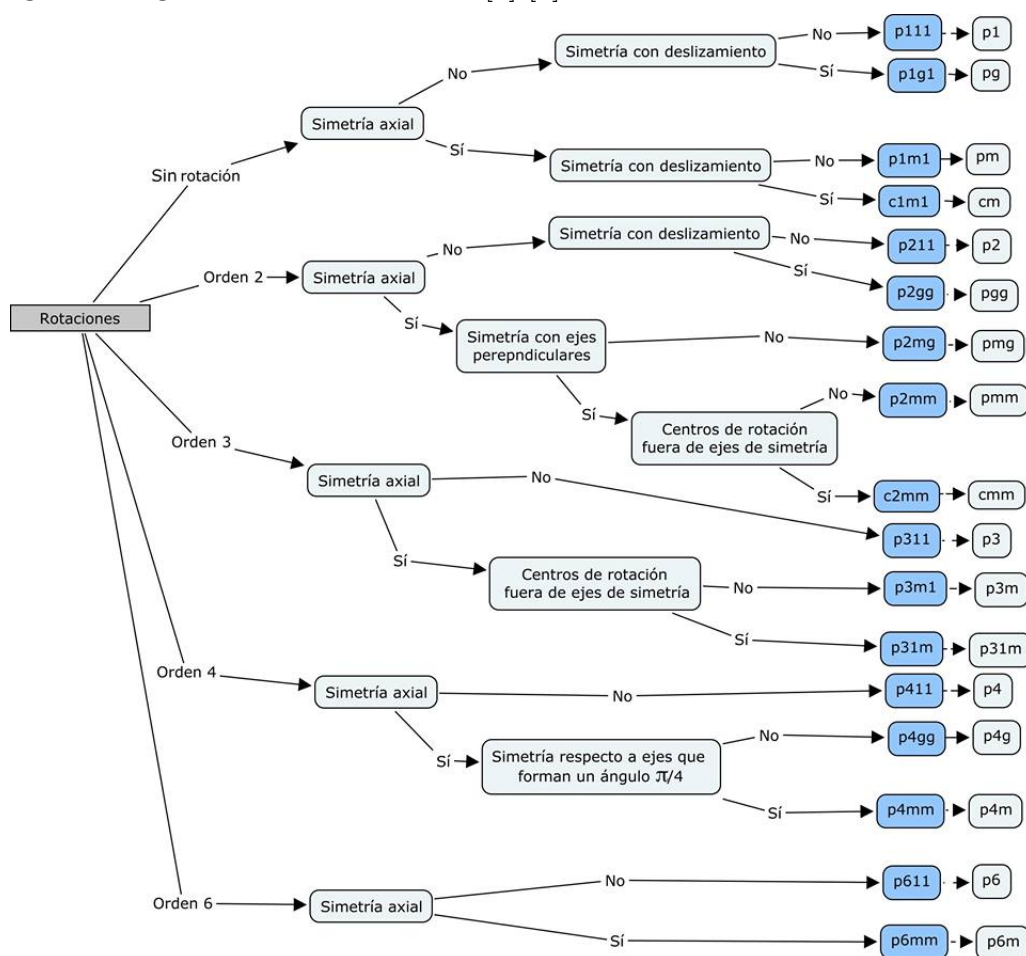 No
p111
p1
Simetría con deslizamiento
No
Sí
p1g1
pg
Simetría axial
Sí
No
p1m1
pm
Simetría con deslizamiento
Sin rotación
Sí
c1m1
cm
Simetría con deslizamiento
No
p211
p2
No
Sí
Orden 2
Simetría axial
p2gg
pgg
Rotaciones
Sí
Simetría con ejes
perepndiculares
No
p2mg
pmg
Sí
No
p2mm
pmm
Centros de rotación
fuera de ejes de simetría
Orden 3
Simetría axial
No
Sí
c2mm
cmm
p311
p3
Sí
Centros de rotación
fuera de ejes de simetría
No
p3m1
p3m
Sí
p31m
p31m
Orden 4
Simetría axial
No
p411
p4
No
p4gg
p4g
Sí
Simetría respecto a ejes que
forman un ángulo π/4
Sí
p4mm
p4m
No
p611
p6
Orden 6
Simetría axial
Sí
p6mm
p6m